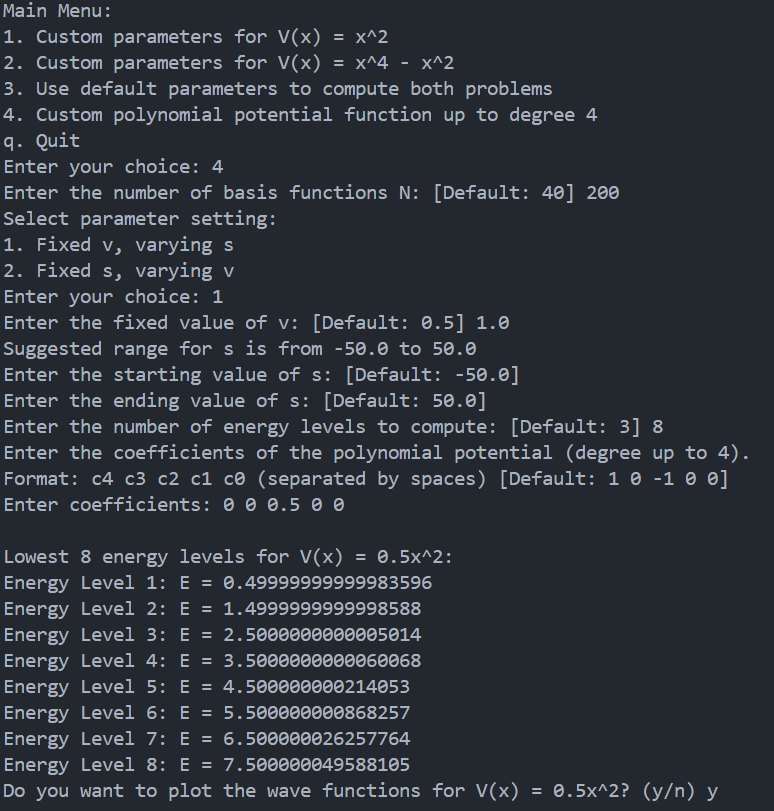 Main Menu:
1. Custom parameters for V(x) = x^2
2. Custom parameters for V(x) = x^4 - x^2
3. Use default parameters to compute both problems
4. Custom polynomial potential function up to degree 4
q. Quit
Enter your choice: 4
Enter the number of basis functions N: [Default: 40] 200
Select parameter setting:
1. Fixed v, varying s
2. Fixed s, varying v
Enter your choice: 1
Enter the fixed value of v: [Default: 0.5] 1.0
Suggested range for s is from -50.0 to 50.0
Enter the starting value of s: [Default: -50.0]
Enter the ending value of s: [Default: 50.0]
Enter the number of energy levels to compute: [Default: 3] 8
Enter the coefficients of the polynomial potential (degree up to 4).
Format: c4 c3 c2 c1 c0 (separated by spaces) [Default: 1 0 -1 0 0]
Enter coefficients: 0 0 0.5 0 0

Lowest 8 energy levels for V(x) = 0.5x^2:
Energy Level 1: E = 0.49999999999983596
Energy Level 2: E = 1.4999999999998588
Energy Level 3: E = 2.5000000000005014
Energy Level 4: E = 3.5000000000060068
Energy Level 5: E = 4.500000000214053
Energy Level 6: E = 5.500000000868257
Energy Level 7: E = 6.500000026257764
Energy Level 8: E = 7.500000049588105
Do you want to plot the wave functions for V(x) = 0.5x^2? (y/n) y